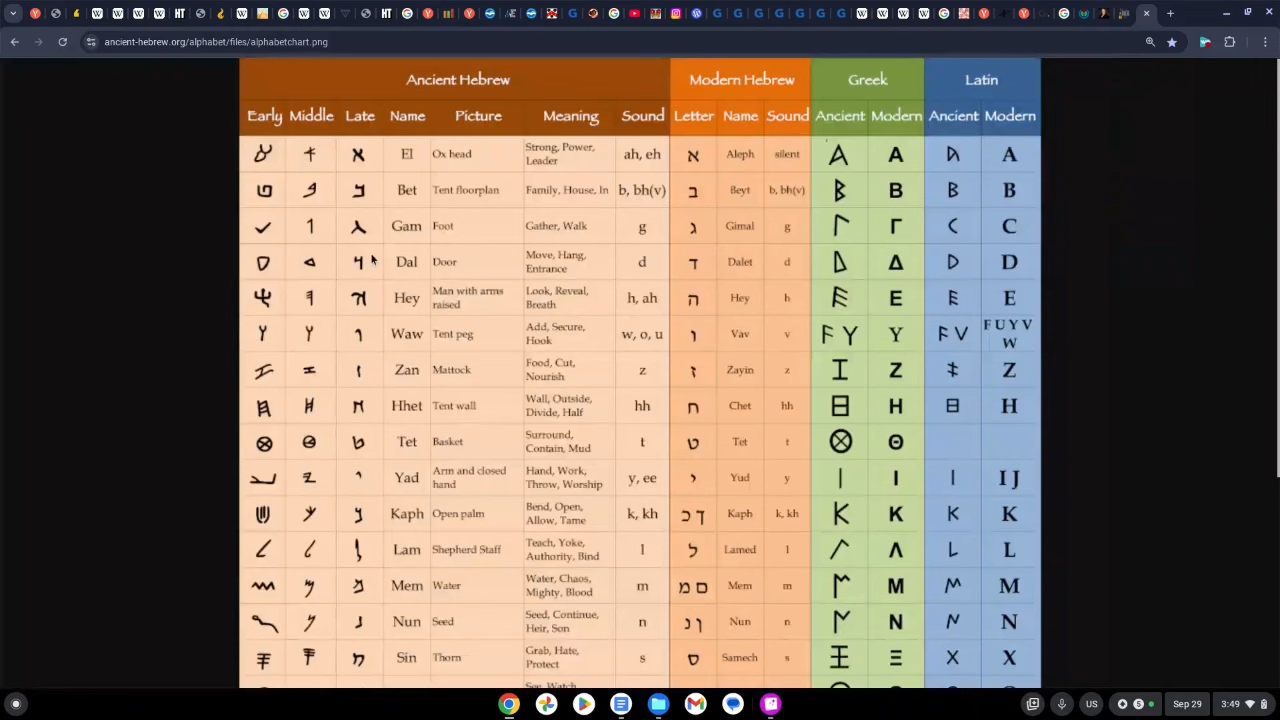 ancient-hebrew.org/alphabet/files/alphabetchart.png
Ancient Hebrew Modern Hebrew Greek Latin
Early Middle Late Name Picture Meaning Sound Letter Name Sound Ancient Modern Ancient Modern
El Ox head Strong, Power, Leader ah, eh א Aleph silent A A
Bet Tent floorplan Family, House, In b, bh(v) ב Beyt b, bh(v) B B
Gam Foot Gather, Walk g ג Gimal g Γ C
Dal Door Move, Hang, Entrance d ד Dalet d Δ D
Hey Man with arms raised Look, Reveal, Breath h, ah ה Hey h E E
Waw Tent peg Add, Secure, Hook w, o, u ו Vav v Y F U Y V W
Zan Mattock Food, Cut, Nourish z ז Zayin z Z Z
Hhet Tent wall Wall, Outside, Divide, Half hh ח Chet hh H H
Tet Basket Surround, Contain, Mud t ט Tet t Θ
Yad Arm and closed hand Hand, Work, Throw, Worship y, ee י Yud y I I J
Kaph Open palm Bend, Open, Allow, Tame k, kh ך כ Kaph k, kh K K
Lam Shepherd Staff Teach, Yoke, Authority, Bind l ל Lamed l Λ L
Mem Water Water, Chaos, Mighty, Blood m ם מ Mem m M M
Nun Seed Seed, Continue, Heir, Son n ן נ Nun n N N
Sin Thorn Grab, Hate, Protect s ס Samech s Ξ X
See, Watch
US 5 Sep 29 3:49